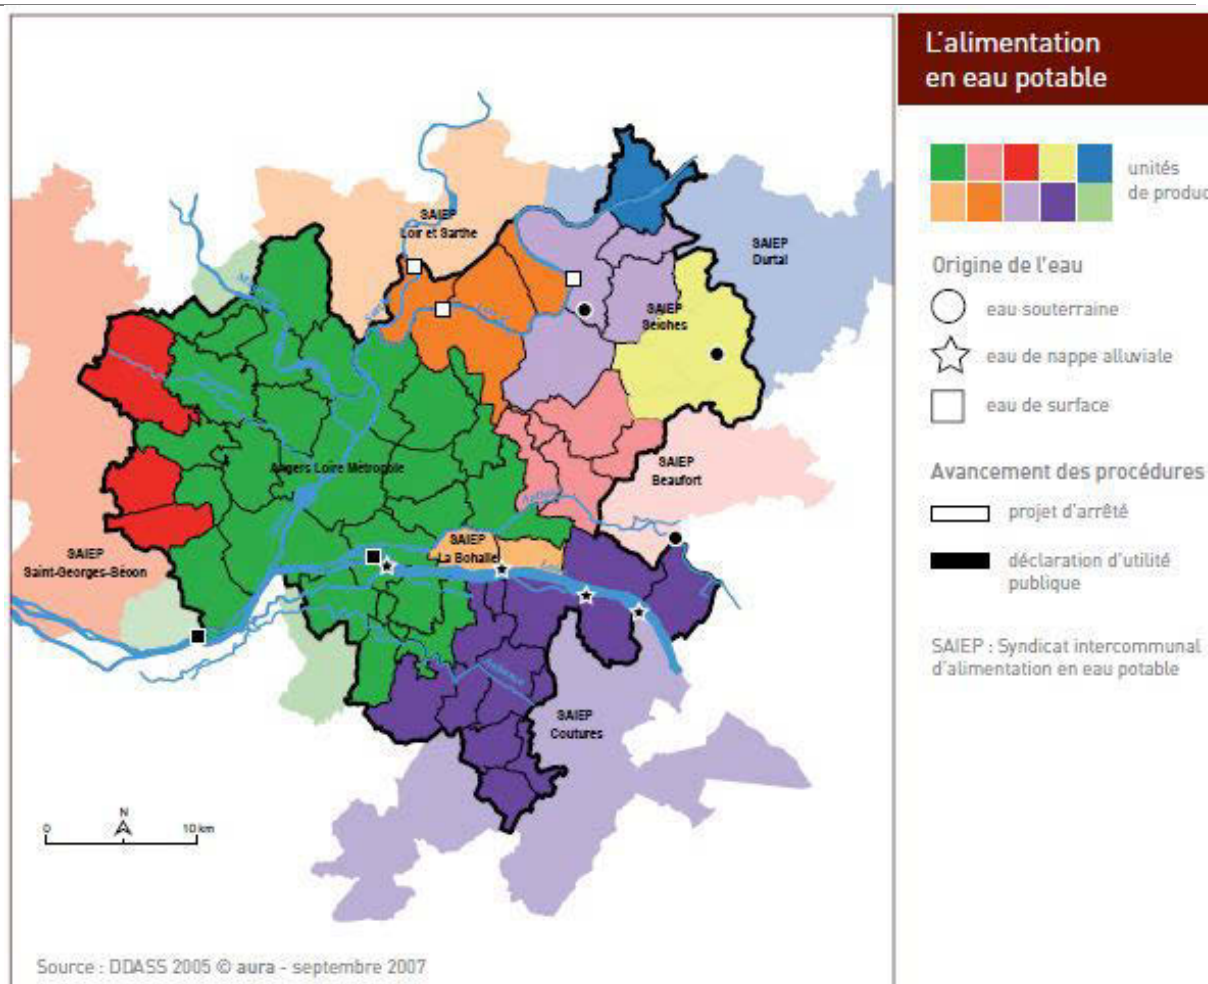 L'alimentation
en eau potable
unités
de produc
Origine de l'eau
eau souterraine
eau de nappe alluviale
eau de surface
Avancement des procédures
projet d'arrêté
déclaration d'utilité
publique
SAIEP : Syndicat intercommunal
d'alimentation en eau potable
SAIEP
Loir et Sarthe
SAIEP
Durtal
SAIEP
Seiches
Angers Loire Métropole
SAIEP
Beaufort
SAIEP
La Bohalle
SAIEP
Saint-Georges-Béoon
SAIEP
Coutures
Aubance
N
0
10 km
Source : DDASS 2005 © aura - septembre 2007